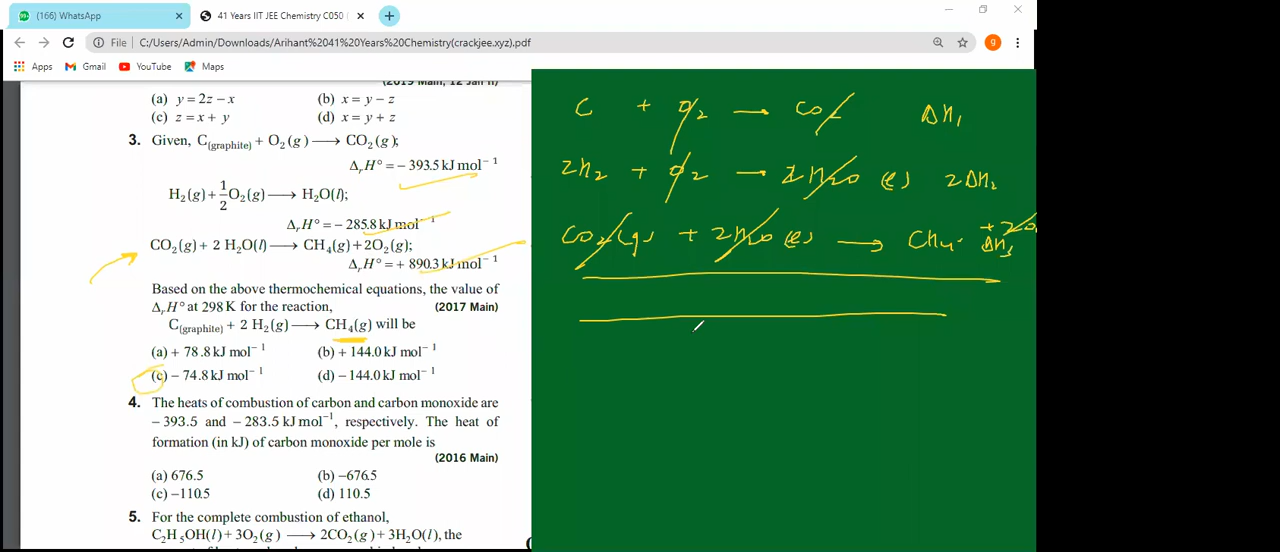 (166) WhatsApp
41 Years IIT JEE Chemistry C050
File C:/Users/Admin/Downloads/Arihant%2041%20Years%20Chemistry(crackjee.xyz).pdf
g
Apps Gmail YouTube Maps
(2019 Main, 12 Jan II)
(a) y = 2z − x (b) x = y − z
(c) z = x + y (d) x = y + z
3. Given, C(graphite) + O₂(g) ⟶ CO₂(g);
ΔᵣH° = − 393.5 kJ mol⁻¹
H₂(g) + 1/2 O₂(g) ⟶ H₂O(l);
ΔᵣH° = − 285.8 kJ mol⁻¹
CO₂(g) + 2 H₂O(l) ⟶ CH₄(g) + 2O₂(g);
ΔᵣH° = + 890.3 kJ mol⁻¹
Based on the above thermochemical equations, the value of
ΔᵣH° at 298 K for the reaction, (2017 Main)
C(graphite) + 2 H₂(g) ⟶ CH₄(g) will be
(a) + 78.8 kJ mol⁻¹ (b) + 144.0 kJ mol⁻¹
(c) − 74.8 kJ mol⁻¹ (d) − 144.0 kJ mol⁻¹
4. The heats of combustion of carbon and carbon monoxide are
− 393.5 and − 283.5 kJ mol⁻¹, respectively. The heat of
formation (in kJ) of carbon monoxide per mole is
(2016 Main)
(a) 676.5 (b) −676.5
(c) −110.5 (d) 110.5
5. For the complete combustion of ethanol,
C₂H₅OH(l) + 3O₂(g) ⟶ 2CO₂(g) + 3H₂O(l), the
C + O₂ → CO₂ ΔH₁
2H₂ + O₂ → 2H₂O (l) 2ΔH₂
CO₂(g) + 2H₂O(l) → CH₄ + 2O₂ ΔH₃